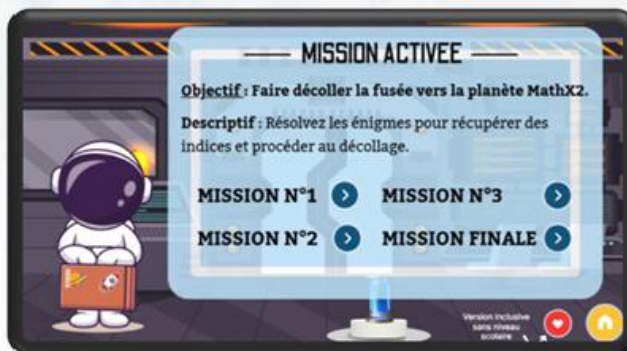 MISSION ACTIVEE
Objectif : Faire décoller la fusée vers la planète MathX2.
Descriptif : Résolvez les énigmes pour récupérer des
indices et procéder au décollage.
MISSION N°1
MISSION N°3
MISSION N°2
MISSION FINALE
Version inclusive
sans niveau
scolaire